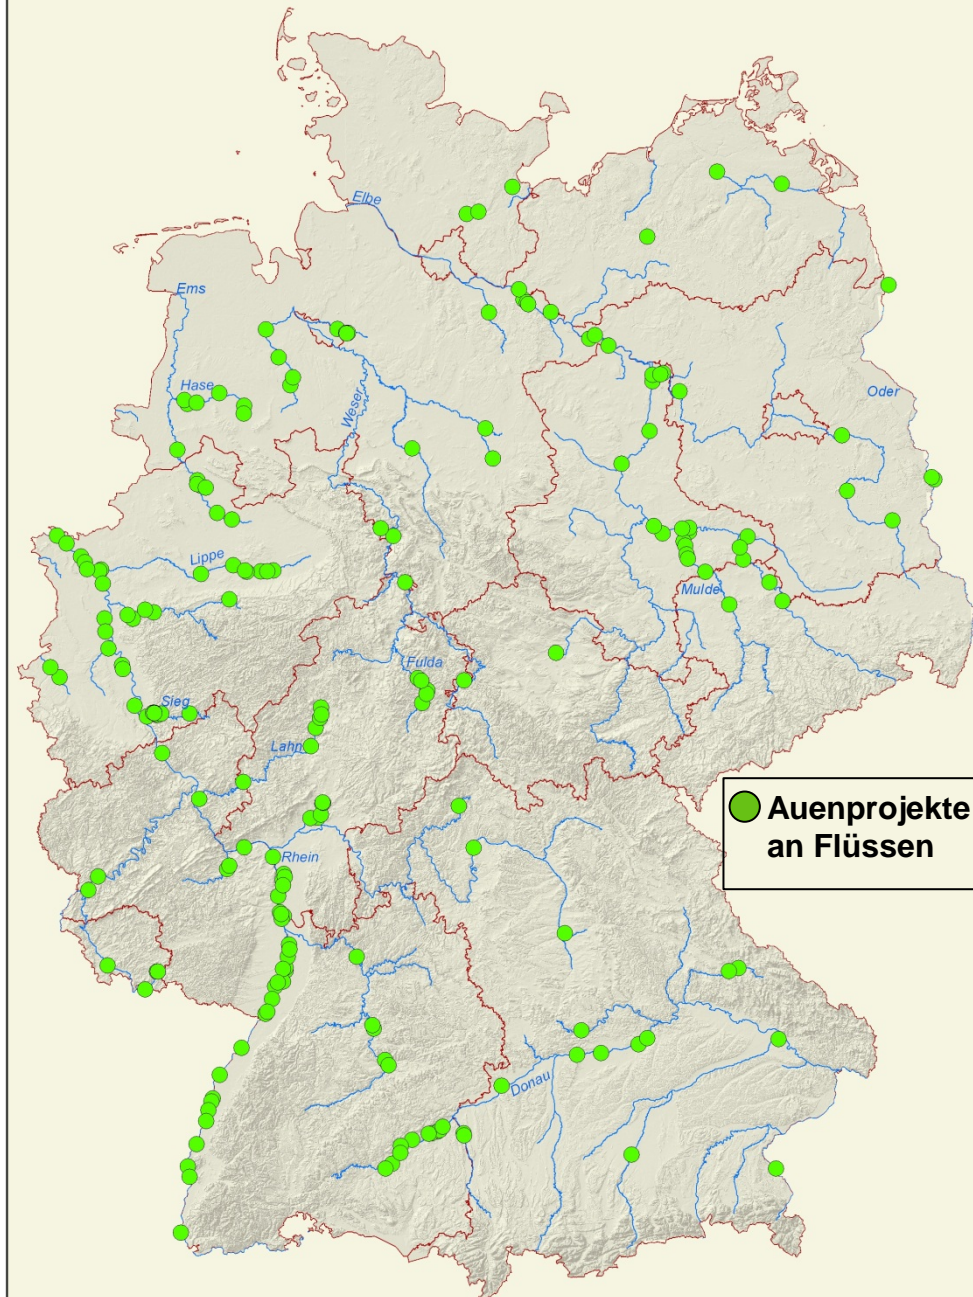 Elbe
Ems
Hase
Weser
Oder
Lippe
Mulde
Fulda
Sieg
Lahn
Auenprojekte
an Flüssen
Rhein
Donau